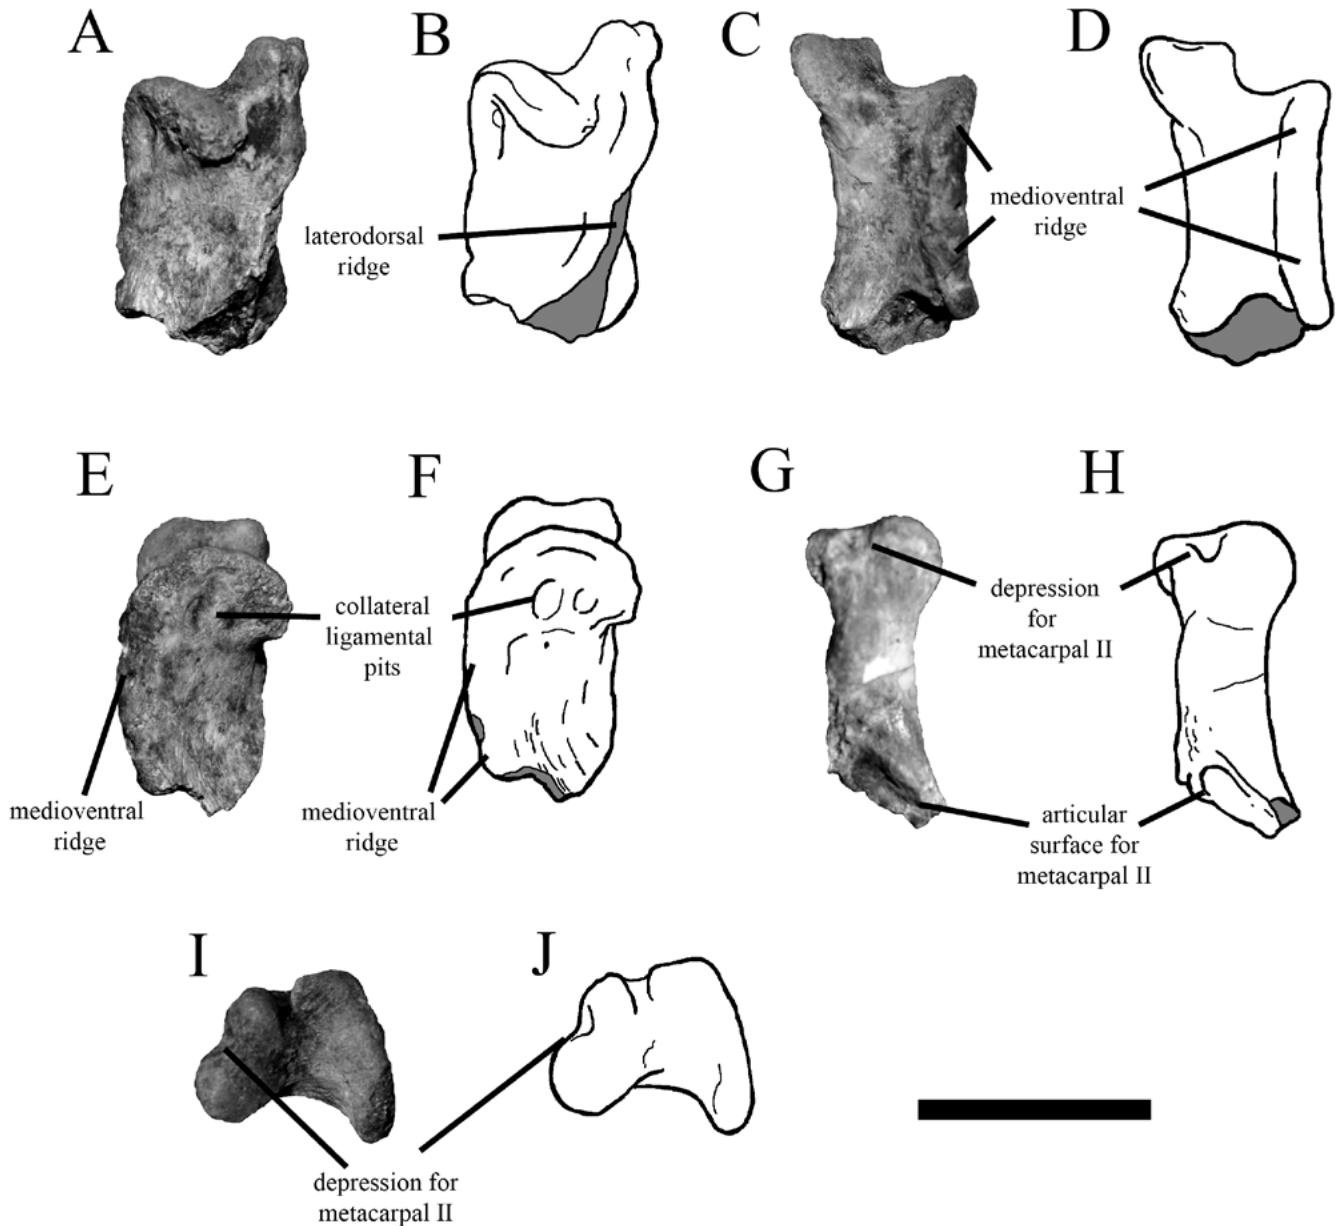 A
B
C
D
laterodorsal
ridge
medioventral
ridge
E
F
G
H
collateral
ligamental
pits
depression
for
metacarpal II
medioventral
ridge
medioventral
ridge
articular
surface for
metacarpal II
I
J
depression for
metacarpal II